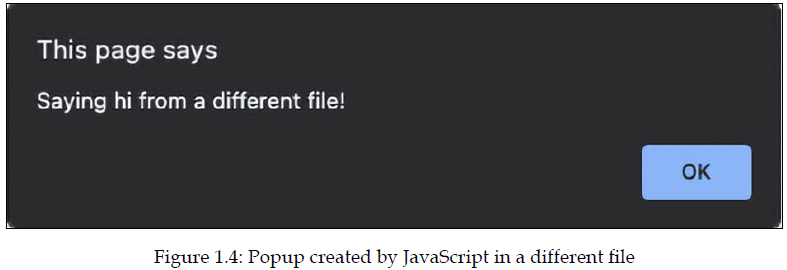 This page says
Saying hi from a different file!
OK
Figure 1.4: Popup created by JavaScript in a different file